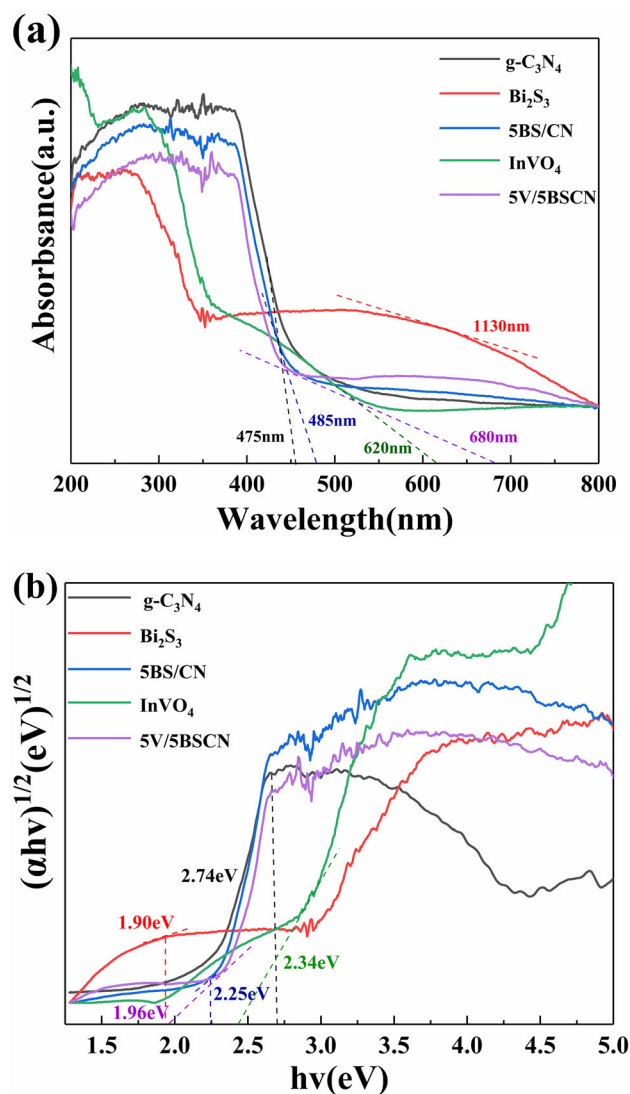 (a)
g-C₃N₄
Bi₂S₃
5BS/CN
InVO₄
5V/5BSCN
Absorbsance(a.u.)
1130nm
475nm
485nm
620nm
680nm
200 300 400 500 600 700 800
Wavelength(nm)
(b)
g-C₃N₄
Bi₂S₃
5BS/CN
InVO₄
5V/5BSCN
(αhv)¹/²(eV)¹/²
2.74eV
1.90eV
2.34eV
2.25eV
1.96eV
1.5 2.0 2.5 3.0 3.5 4.0 4.5 5.0
hv(eV)